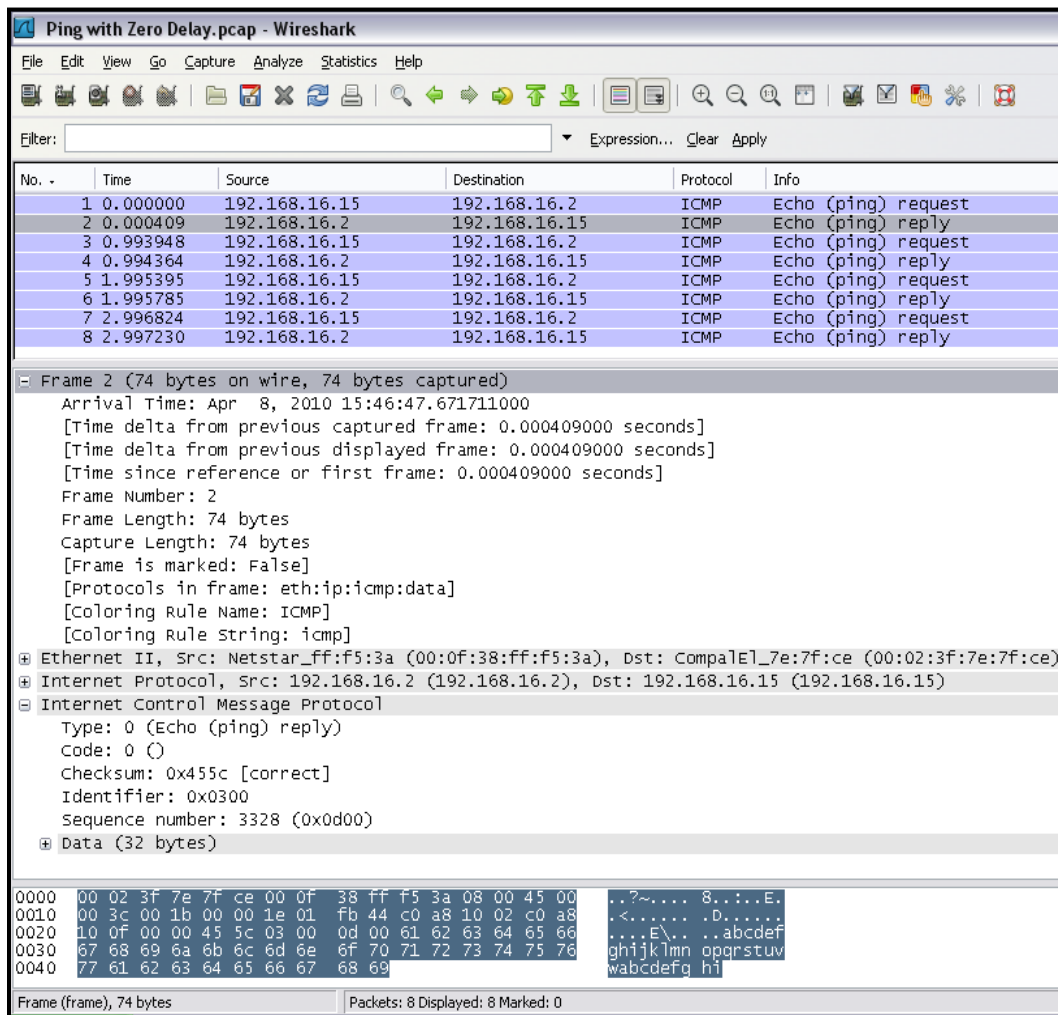 Ping with Zero Delay.pcap - Wireshark
File Edit View Go Capture Analyze Statistics Help
Filter: Expression... Clear Apply
No. - Time Source Destination Protocol Info
1 0.000000 192.168.16.15 192.168.16.2 ICMP Echo (ping) request
2 0.000409 192.168.16.2 192.168.16.15 ICMP Echo (ping) reply
3 0.993948 192.168.16.15 192.168.16.2 ICMP Echo (ping) request
4 0.994364 192.168.16.2 192.168.16.15 ICMP Echo (ping) reply
5 1.995395 192.168.16.15 192.168.16.2 ICMP Echo (ping) request
6 1.995785 192.168.16.2 192.168.16.15 ICMP Echo (ping) reply
7 2.996824 192.168.16.15 192.168.16.2 ICMP Echo (ping) request
8 2.997230 192.168.16.2 192.168.16.15 ICMP Echo (ping) reply
Frame 2 (74 bytes on wire, 74 bytes captured)
Arrival Time: Apr 8, 2010 15:46:47.671711000
[Time delta from previous captured frame: 0.000409000 seconds]
[Time delta from previous displayed frame: 0.000409000 seconds]
[Time since reference or first frame: 0.000409000 seconds]
Frame Number: 2
Frame Length: 74 bytes
Capture Length: 74 bytes
[Frame is marked: False]
[Protocols in frame: eth:ip:icmp:data]
[Coloring Rule Name: ICMP]
[Coloring Rule String: icmp]
Ethernet II, Src: Netstar_ff:f5:3a (00:0f:38:ff:f5:3a), Dst: CompalEl_7e:7f:ce (00:02:3f:7e:7f:ce)
Internet Protocol, Src: 192.168.16.2 (192.168.16.2), Dst: 192.168.16.15 (192.168.16.15)
Internet Control Message Protocol
Type: 0 (Echo (ping) reply)
Code: 0 ()
Checksum: 0x455c [correct]
Identifier: 0x0300
Sequence number: 3328 (0x0d00)
Data (32 bytes)
0000 00 02 3f 7e 7f ce 00 0f 38 ff f5 3a 08 00 45 00 ..?~.... 8..:..E.
0010 00 3c 00 1b 00 00 1e 01 fb 44 c0 a8 10 02 c0 a8 .<...... .D......
0020 10 0f 00 00 45 5c 03 00 0d 00 61 62 63 64 65 66 ....E\.. ..abcdef
0030 67 68 69 6a 6b 6c 6d 6e 6f 70 71 72 73 74 75 76 ghijklmn opqrstuv
0040 77 61 62 63 64 65 66 67 68 69 wabcdefg hi
Frame (frame), 74 bytes Packets: 8 Displayed: 8 Marked: 0